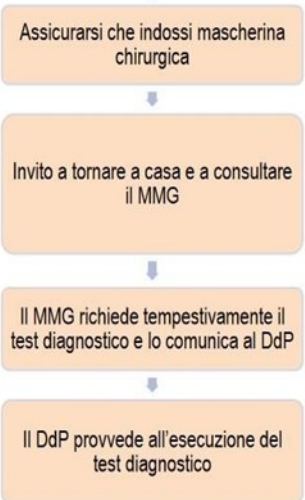 Assicurarsi che indossi mascherina
chirurgica
Invito a tornare a casa e a consultare
il MMG
Il MMG richiede tempestivamente il
test diagnostico e lo comunica al DdP
Il DdP provvede all'esecuzione del
test diagnostico